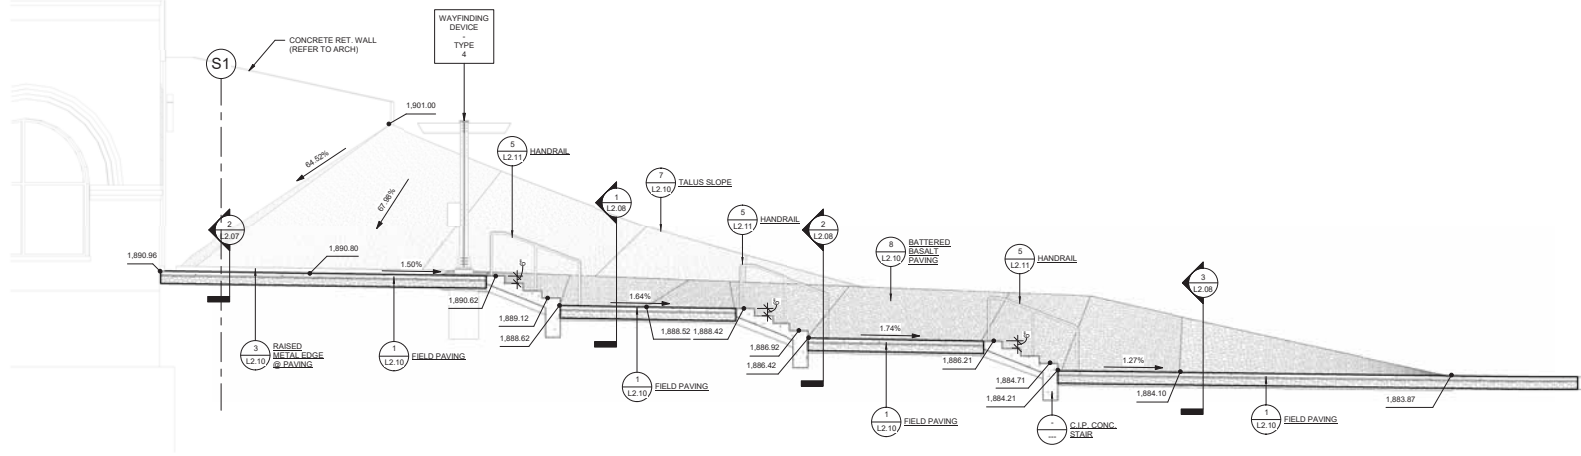 WAYFINDING
DEVICE
-
TYPE
4
CONCRETE RET. WALL
(REFER TO ARCH)
S1
1,901.00
64.52%
67.98%
5
L2.11
HANDRAIL
7
L2.10
TALUS SLOPE
1
L2.08
5
L2.11
HANDRAIL
2
L2.08
8
L2.10
BATTERED
BASALT
PAVING
5
L2.11
HANDRAIL
3
L2.08
2
L2.07
1,890.96
1,890.80
1.50%
1,890.62
6"
1,889.12
1,888.62
1.64%
1,888.52
1,888.42
6"
1,886.92
1,886.42
1.74%
1,886.21
6"
1,884.71
1,884.21
1.27%
1,884.10
1,883.87
3
L2.10
RAISED
METAL EDGE
@ PAVING
1
L2.10
FIELD PAVING
1
L2.10
FIELD PAVING
1
L2.10
FIELD PAVING
-
---
C.I.P. CONC.
STAIR
1
L2.10
FIELD PAVING